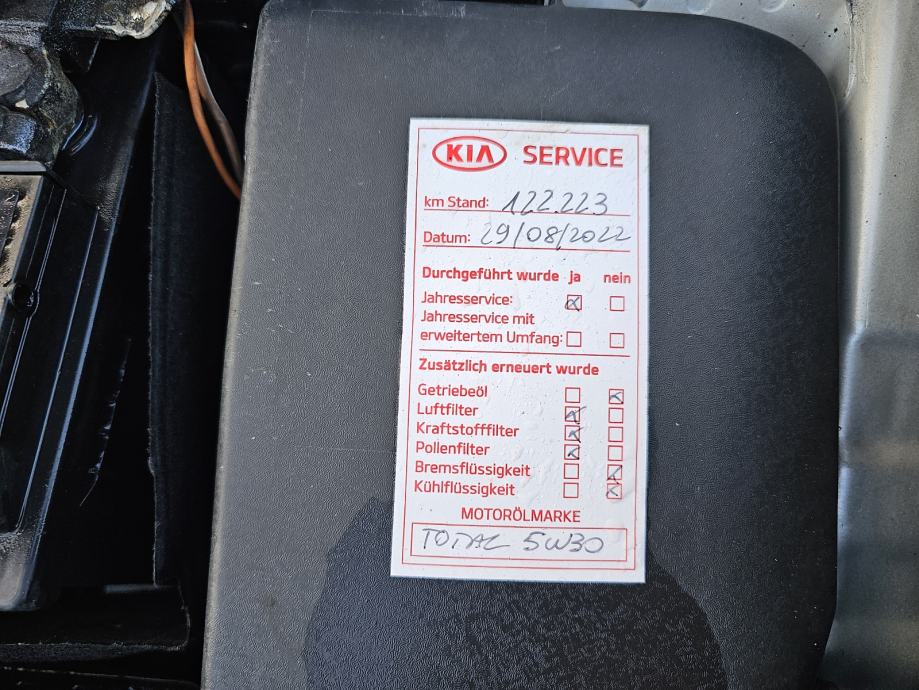 KIA SERVICE
km Stand: 122.223
Datum: 29/08/2022
Durchgeführt wurde ja nein
Jahresservice:
Jahresservice mit
erweitertem Umfang:
Zusätzlich erneuert wurde
Getriebeöl
Luftfilter
Kraftstofffilter
Pollenfilter
Bremsflüssigkeit
Kühlflüssigkeit
MOTORÖLMARKE
TOTAL 5W30